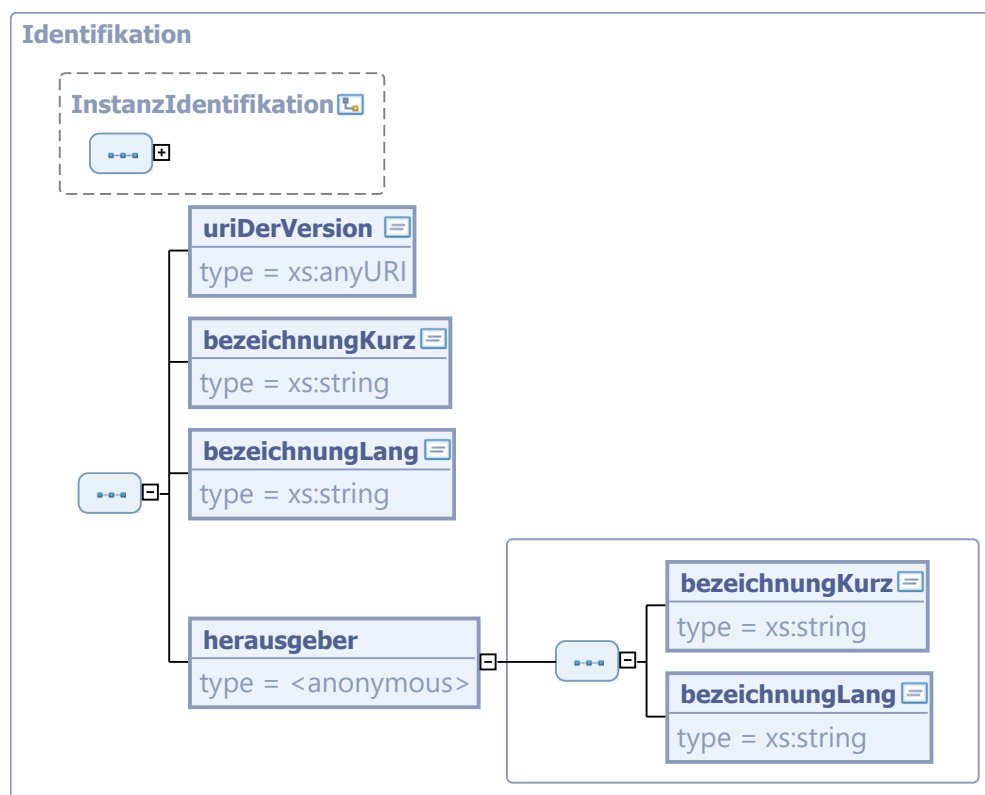 Identifikation
InstanzIdentifikation
uriDerVersion
type = xs:anyURI
bezeichnungKurz
type = xs:string
bezeichnungLang
type = xs:string
herausgeber
type = <anonymous>
bezeichnungKurz
type = xs:string
bezeichnungLang
type = xs:string